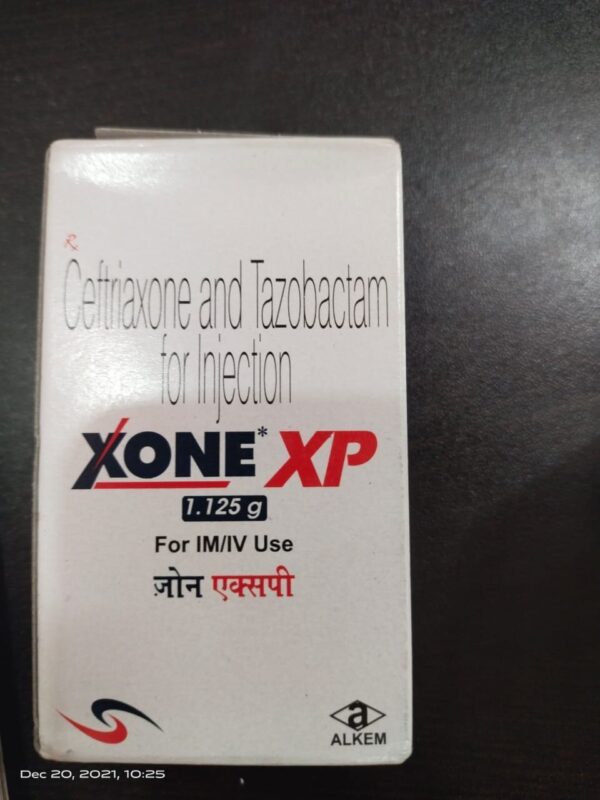 Rx
Ceftriaxone and Tazobactam
for Injection
XONE* XP
1.125 g
For IM/IV Use
ज़ोन एक्सपी
a
ALKEM
Dec 20, 2021, 10:25